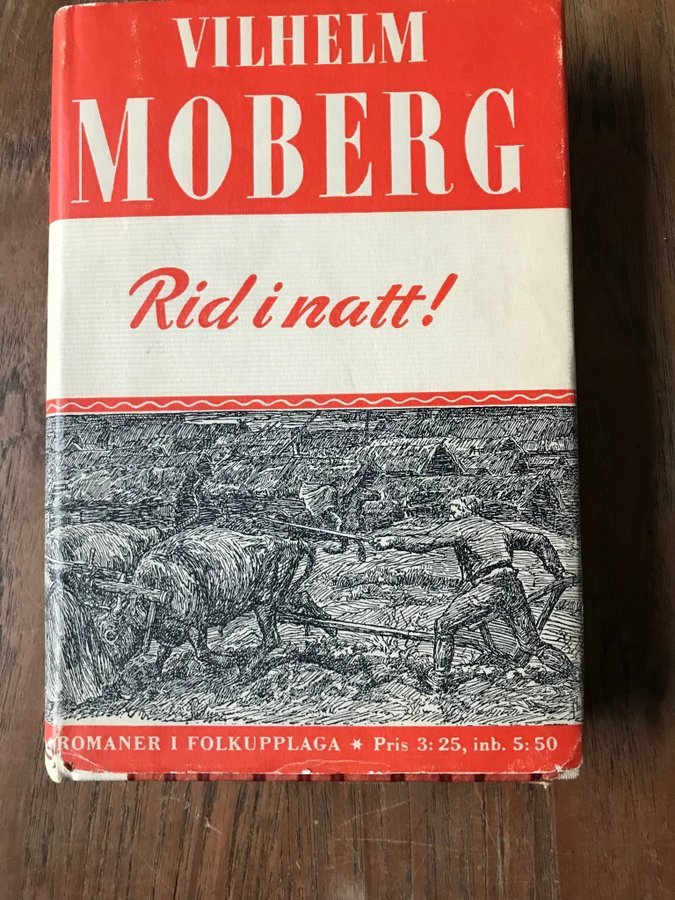 VILHELM
MOBERG
Rid i natt!
ROMANER I FOLKUPPLAGA ★ Pris 3: 25, inb. 5: 50